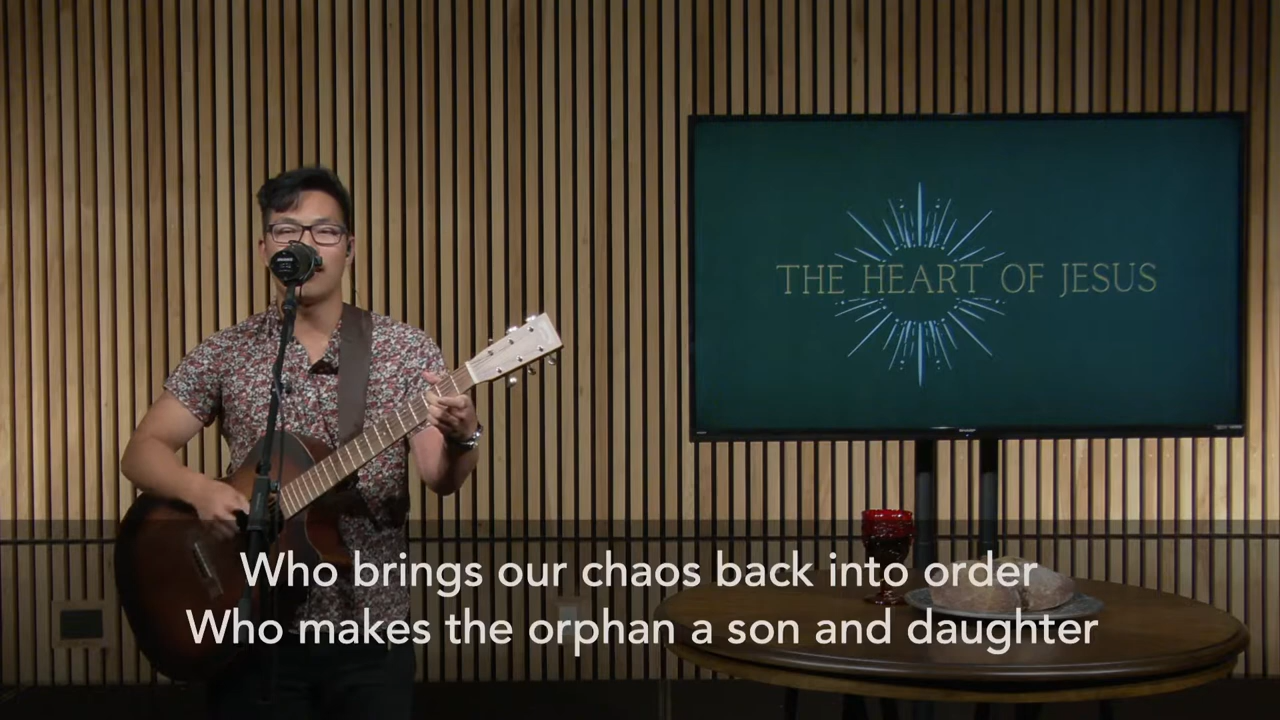 THE HEART OF JESUS
Who brings our chaos back into order
Who makes the orphan a son and daughter